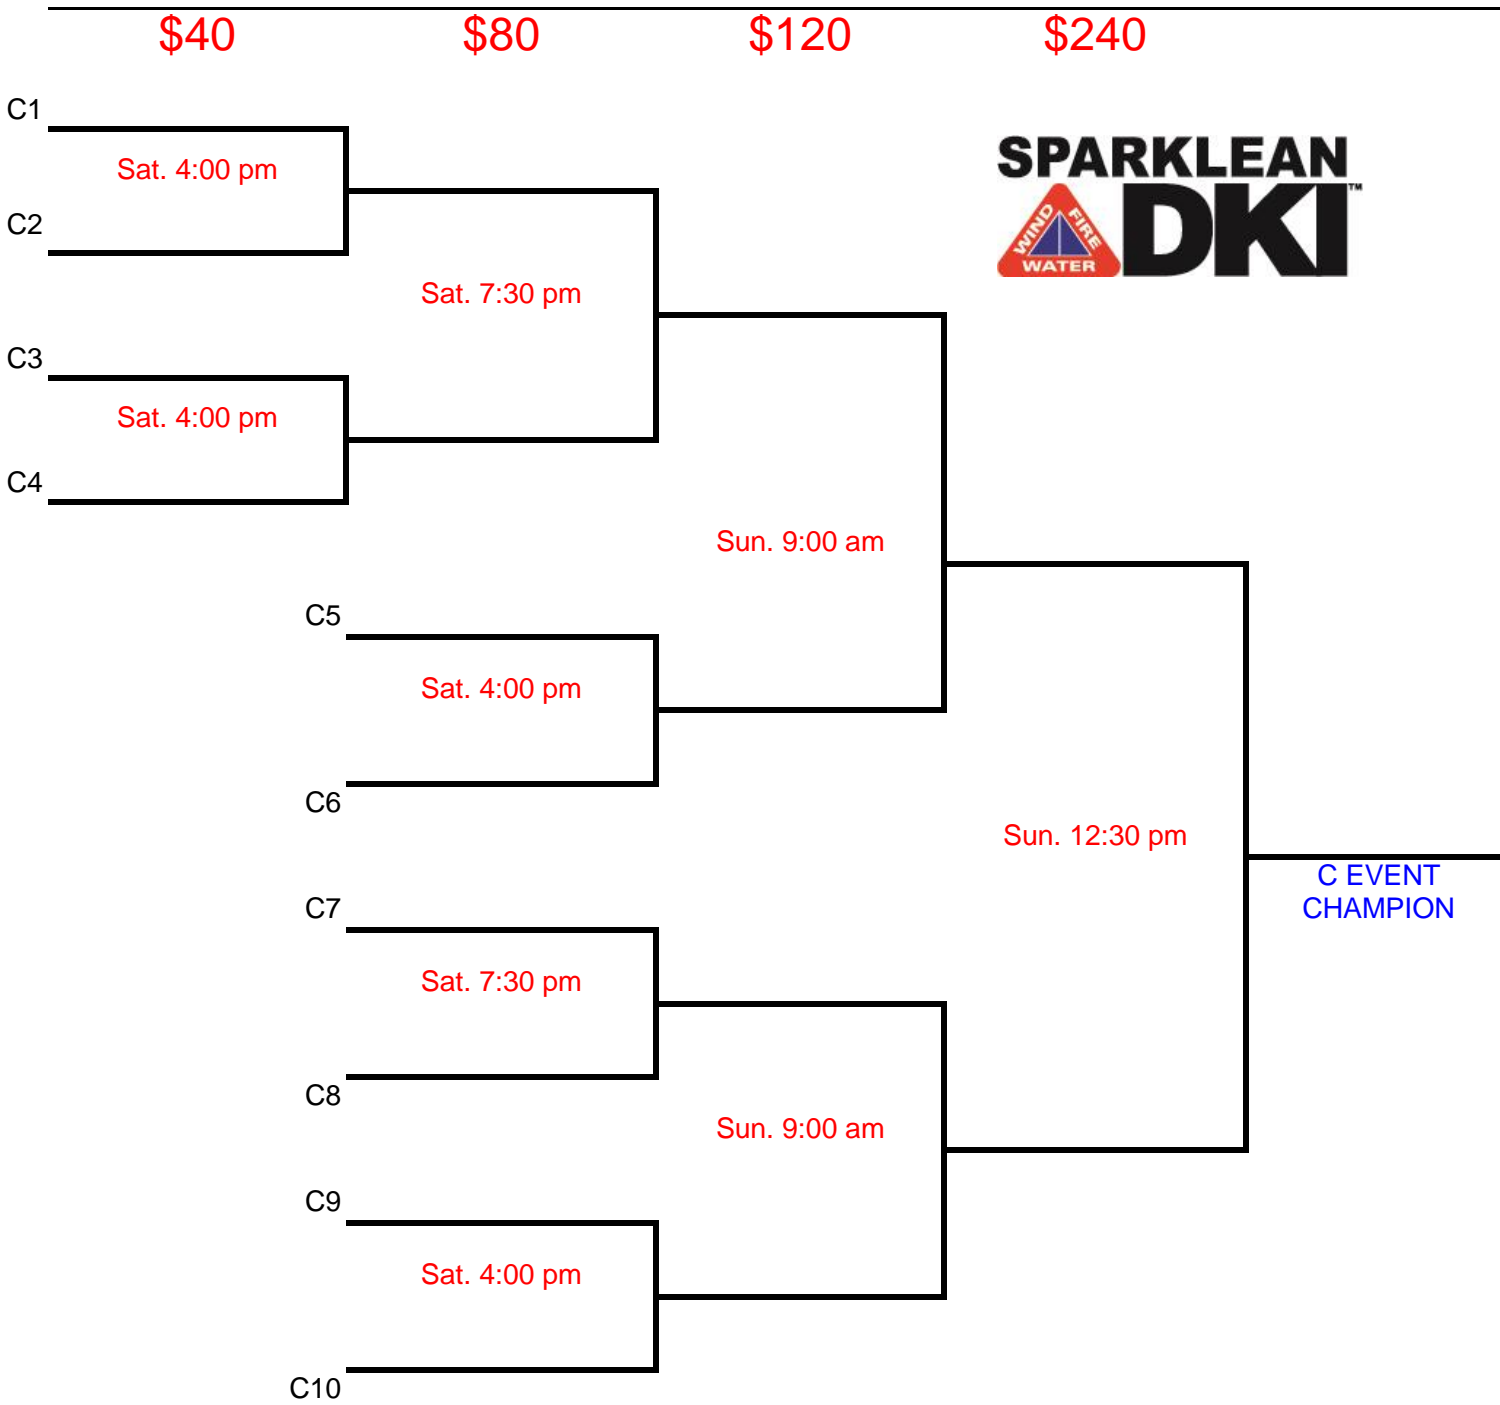 $40 $80 $120 $240
C1
SPARKLEAN
Sat. 4:00 pm
WIND FIRE DKI™
C2
WATER
Sat. 7:30 pm
C3
Sat. 4:00 pm
C4
Sun. 9:00 am
C5
Sat. 4:00 pm
C6
Sun. 12:30 pm
C EVENT
CHAMPION
C7
Sat. 7:30 pm
C8
Sun. 9:00 am
C9
Sat. 4:00 pm
C10